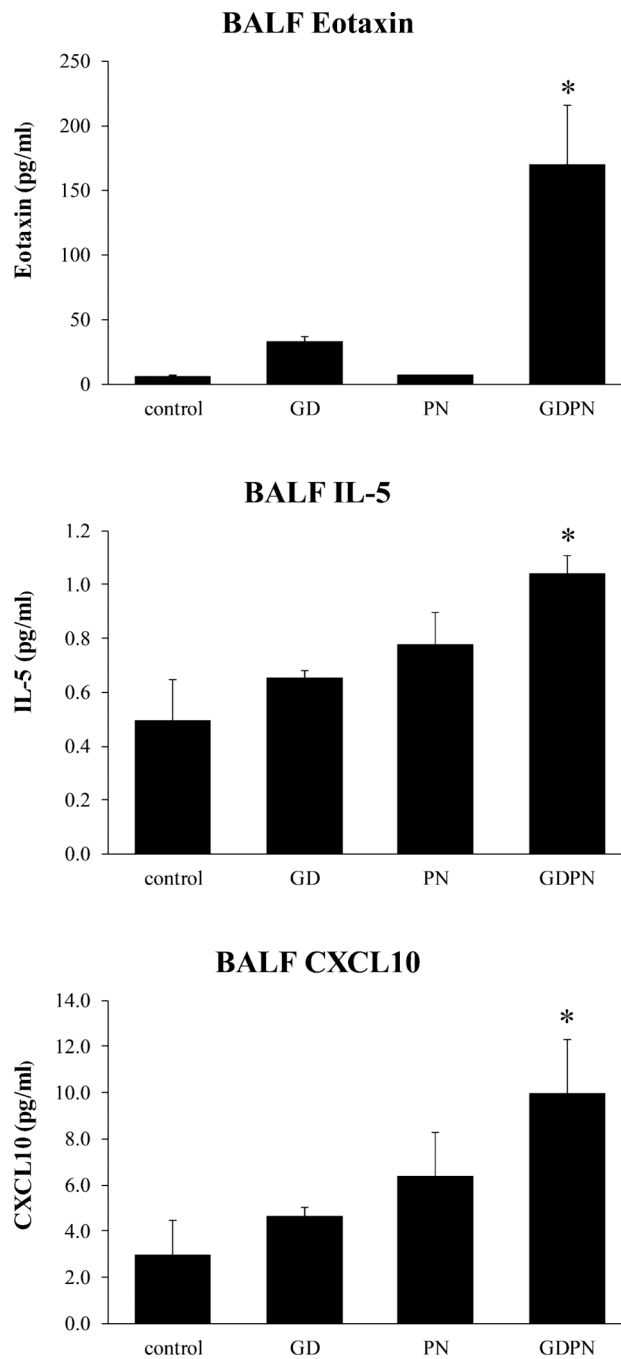 BALF Eotaxin
Eotaxin (pg/ml)
250
200
150
100
50
0
*
control GD PN GDPN
BALF IL-5
IL-5 (pg/ml)
1.2
1.0
0.8
0.6
0.4
0.2
0.0
*
control GD PN GDPN
BALF CXCL10
CXCL10 (pg/ml)
14.0
12.0
10.0
8.0
6.0
4.0
2.0
0.0
*
control GD PN GDPN